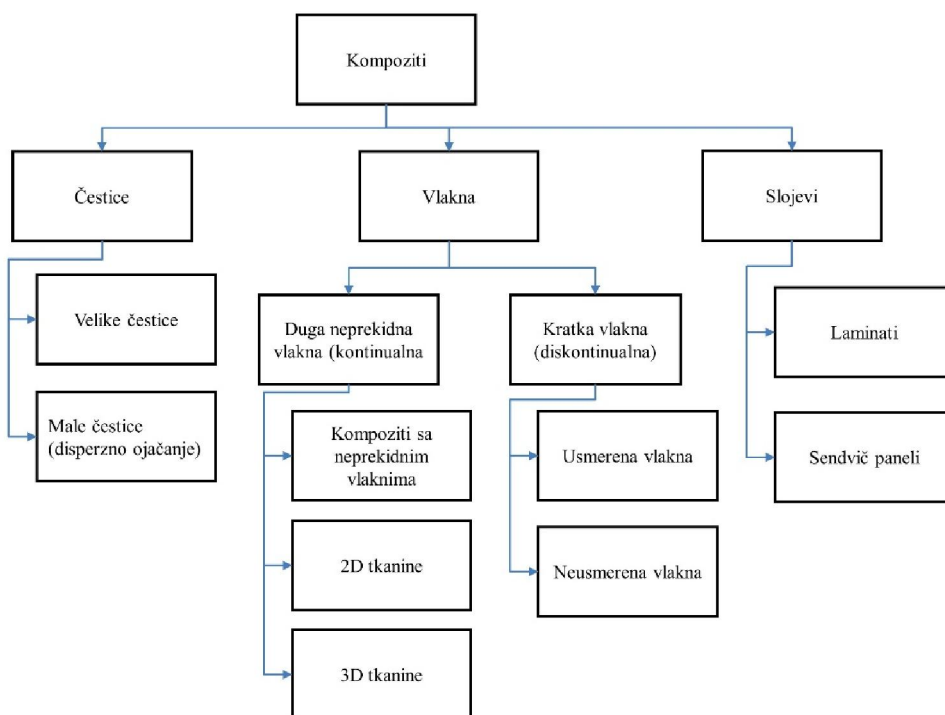 Kompoziti
Čestice
Vlakna
Slojevi
Velike čestice
Male čestice
(disperzno ojačanje)
Duga neprekidna
vlakna (kontinualna
Kompoziti sa
neprekidnim
vlaknima
2D tkanine
3D tkanine
Kratka vlakna
(diskontinualna)
Usmerena vlakna
Neusmerena vlakna
Laminati
Sendvič paneli